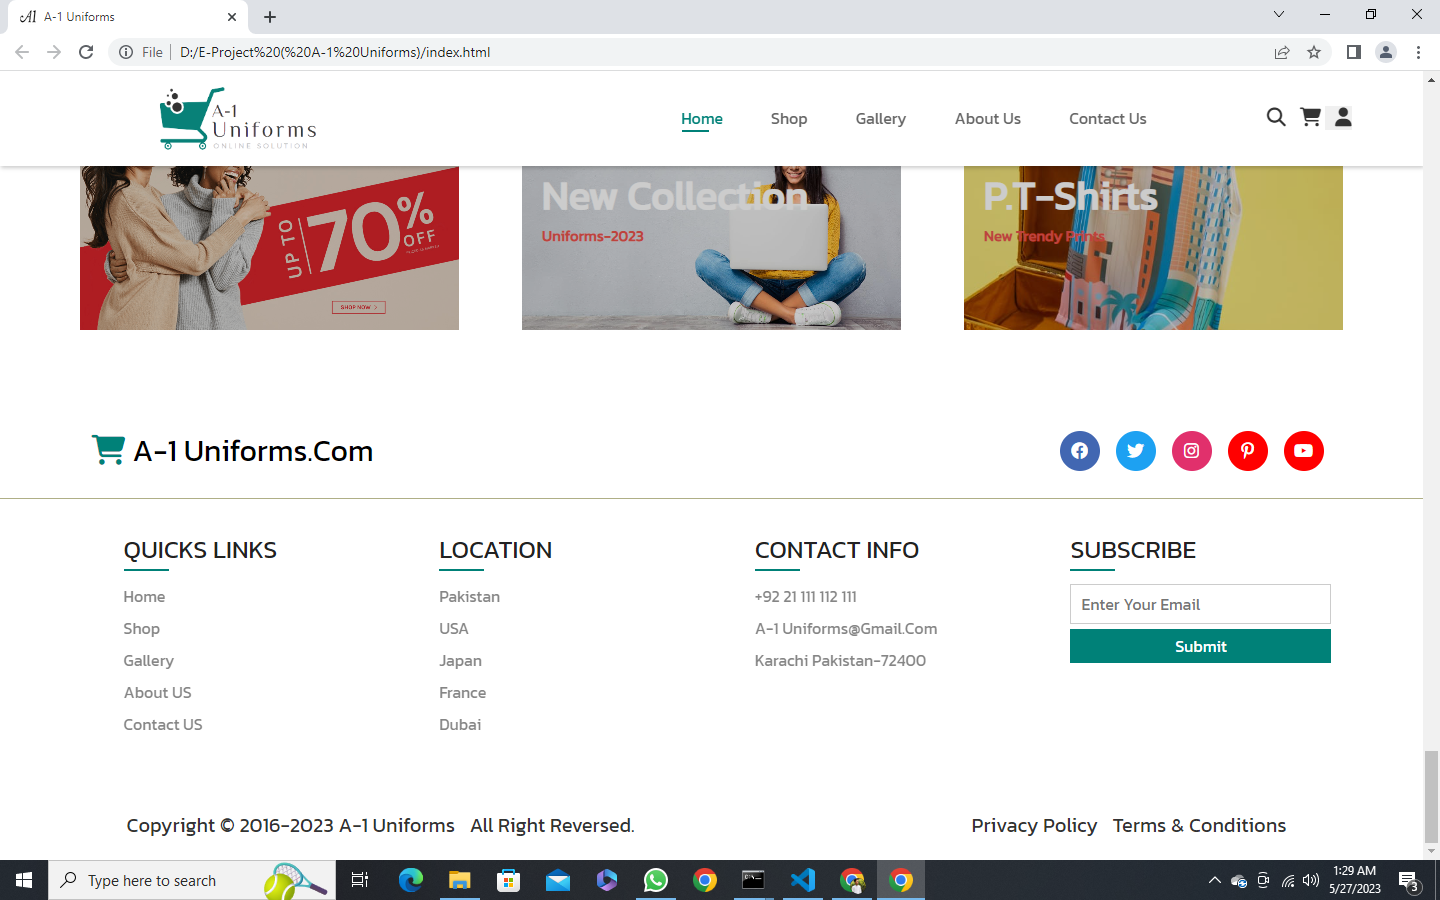 A-1 Uniforms
File
D:/E-Project%20(%20A-1%20Uniforms)/index.html
A-1
Uniforms
ONLINE SOLUTION
Home
Shop
Gallery
About Us
Contact Us
UP TO 70% OFF
SHOP NOW
New Collection
Uniforms-2023
P.T-Shirts
New Trendy Prints
A-1 Uniforms.Com
QUICKS LINKS
Home
Shop
Gallery
About US
Contact US
LOCATION
Pakistan
USA
Japan
France
Dubai
CONTACT INFO
+92 21 111 112 111
A-1 Uniforms@Gmail.Com
Karachi Pakistan-72400
SUBSCRIBE
Enter Your Email
Submit
Copyright © 2016-2023 A-1 Uniforms All Right Reversed.
Privacy Policy Terms & Conditions
Type here to search
1:29 AM
5/27/2023
3